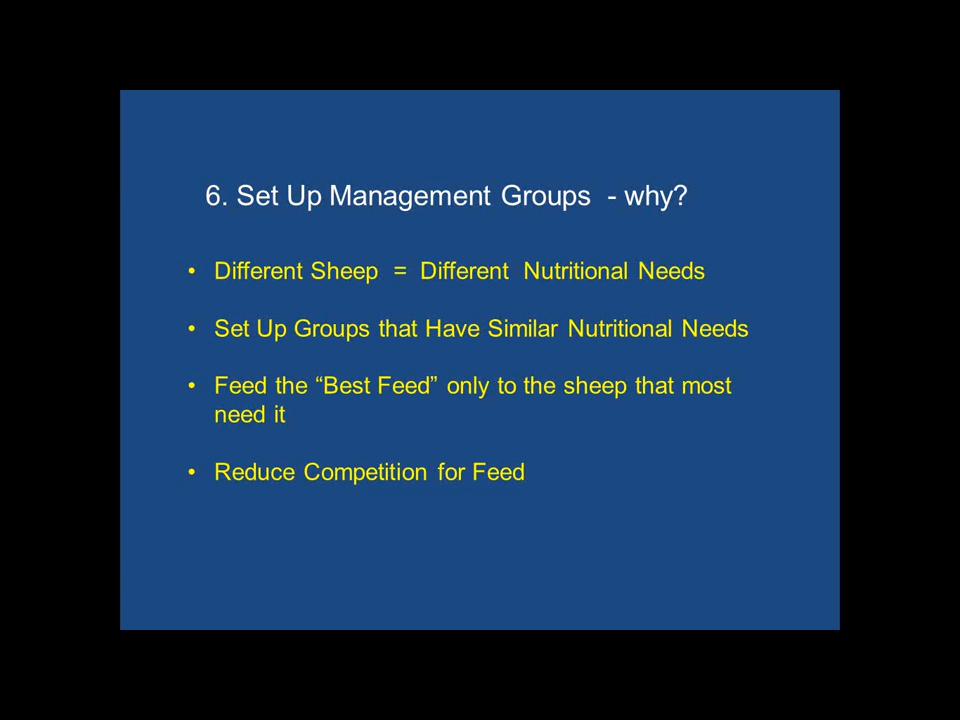 6. Set Up Management Groups - why?
• Different Sheep = Different Nutritional Needs
• Set Up Groups that Have Similar Nutritional Needs
• Feed the “Best Feed” only to the sheep that most
need it
• Reduce Competition for Feed